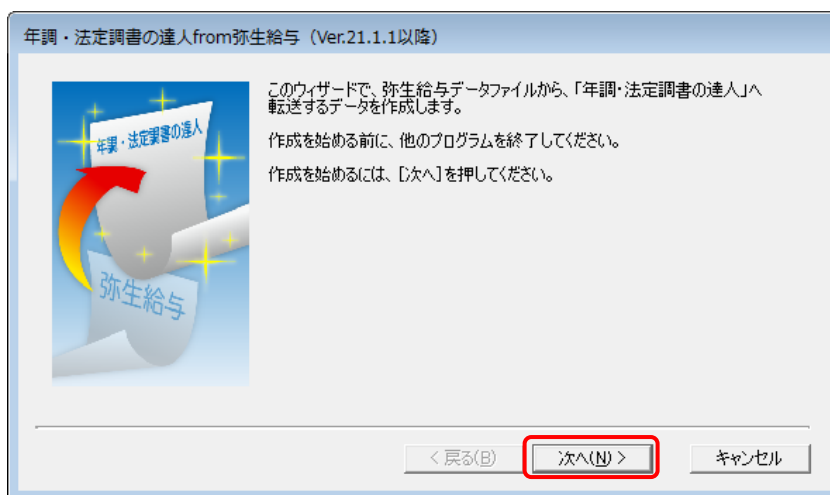 年調・法定調書の達人from弥生給与（Ver.21.1.1以降）
このウィザードで、弥生給与データファイルから、「年調・法定調書の達人」へ
転送するデータを作成します。
作成を始める前に、他のプログラムを終了してください。
作成を始めるには、[次へ]を押してください。
年調・法定調書の達人
弥生給与
< 戻る(B)
次へ(N) >
キャンセル